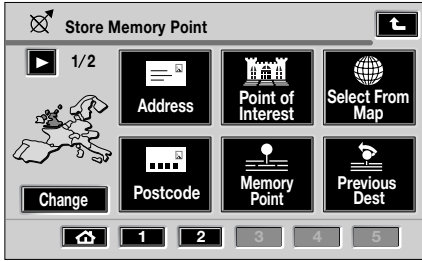 Store Memory Point
1/2
Address
Point of
Interest
Select From
Map
Change
Postcode
Memory
Point
Previous
Dest
1 2 3 4 5